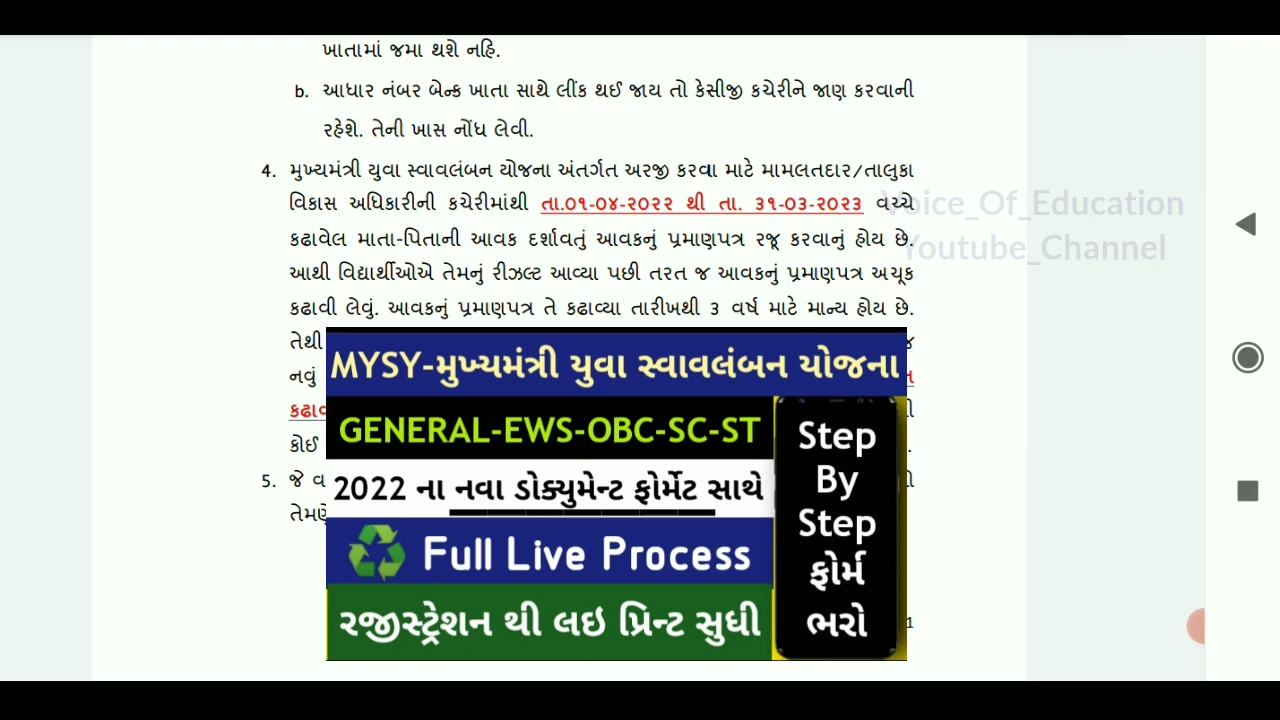 ખાતામાં જમા થશે નહિ.
b. આધાર નંબર બેન્ક ખાતા સાથે લીંક થઈ જાય તો કેસીજી કચેરીને જાણ કરવાની
રહેશે. તેની ખાસ નોંધ લેવી.
4. મુખ્યમંત્રી યુવા સ્વાવલંબન યોજના અંતર્ગત અરજી કરવા માટે મામલતદાર/તાલુકા
વિકાસ અધિકારીની કચેરીમાંથી તા.૦૧-૦૪-૨૦૨૨ થી તા. ૩૧-૦૩-૨૦૨૩ વચ્ચે
કઢાવેલ માતા-પિતાની આવક દર્શાવતું આવકનું પ્રમાણપત્ર રજૂ કરવાનું હોય છે.
આથી વિદ્યાર્થીઓએ તેમનું રીઝલ્ટ આવ્યા પછી તરત જ આવકનું પ્રમાણપત્ર અચૂક
કઢાવી લેવું. આવકનું પ્રમાણપત્ર તે કઢાવ્યા તારીખથી 3 વર્ષ માટે માન્ય હોય છે.
તેથી
નવું
કોઈ
5. જે
Voice_Of_Education
Youtube_Channel
MYSY-મુખ્યમંત્રી યુવા સ્વાવલંબન યોજના
GENERAL-EWS-OBC-SC-ST
2022 ના નવા ડોક્યુમેન્ટ ફોર્મેટ સાથે
Full Live Process
રજીસ્ટ્રેશન થી લઇ પ્રિન્ટ સુધી
Step
By
Step
ફોર્મ
ભરો
1